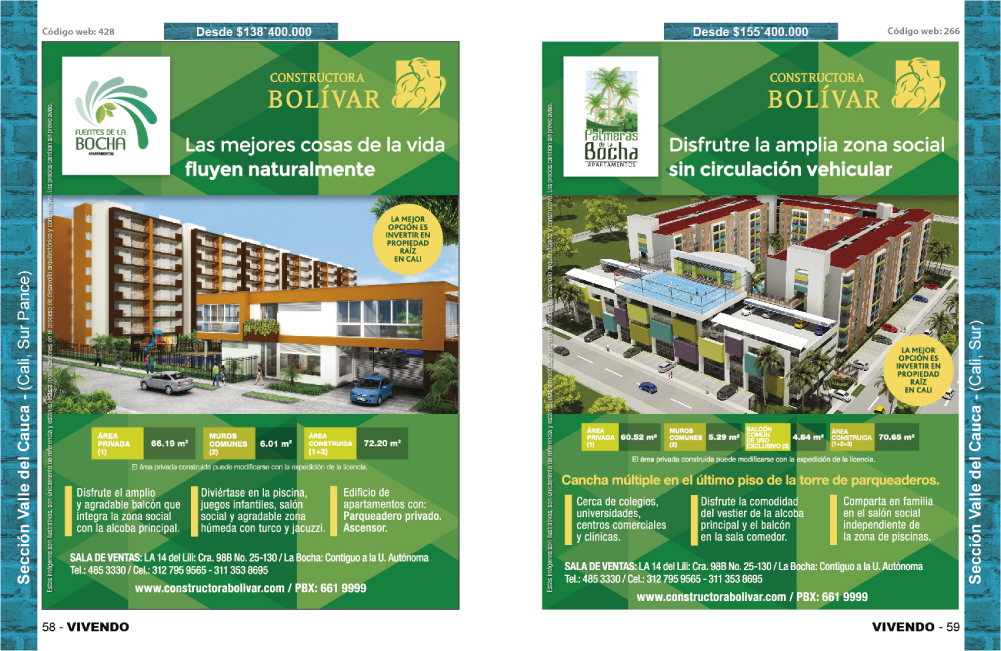 Código web: 428
Desde $138´400.000
FUENTES DE LA
BOCHA
APARTAMENTOS
CONSTRUCTORA
BOLÍVAR
Las mejores cosas de la vida
fluyen naturalmente
LA MEJOR
OPCIÓN ES
INVERTIR EN
PROPIEDAD
RAÍZ
EN CALI
ÁREA
PRIVADA
(1)
66.19 m²
MUROS
COMUNES
(2)
6.01 m²
ÁREA
CONSTRUIDA
(1+2)
72.20 m²
El área privada construida puede modificarse con la expedición de la licencia.
Disfrute el amplio
y agradable balcón que
integra la zona social
con la alcoba principal.
Diviértase en la piscina,
juegos infantiles, salón
social y agradable zona
húmeda con turco y jacuzzi.
Edificio de
apartamentos con:
Parqueadero privado.
Ascensor.
SALA DE VENTAS: LA 14 del Lili: Cra. 98B No. 25-130 / La Bocha: Contiguo a la U. Autónoma
Tel.: 485 3330 / Cel.: 312 795 9565 - 311 353 8695
www.constructorabolivar.com / PBX: 661 9999
Sección Valle del Cauca - (Cali, Sur Pance)
58 - VIVENDO
Desde $155´400.000
Código web: 266
Palmeras
de la
Bocha
APARTAMENTOS
CONSTRUCTORA
BOLÍVAR
Disfrutre la amplia zona social
sin circulación vehicular
LA MEJOR
OPCIÓN ES
INVERTIR EN
PROPIEDAD
RAÍZ
EN CALI
ÁREA
PRIVADA
(1)
60.52 m²
MUROS
COMUNES
(2)
5.29 m²
BALCÓN
COMÚN
DE USO
EXCLUSIVO (3)
4.84 m²
ÁREA
CONSTRUIDA
(1+2+3)
70.65 m²
El área privada construida puede modificarse con la expedición de la licencia.
Cancha múltiple en el último piso de la torre de parqueaderos.
Cerca de colegios,
universidades,
centros comerciales
y clínicas.
Disfrute la comodidad
del vestier de la alcoba
principal y el balcón
en la sala comedor.
Comparta en familia
en el salón social
independiente de
la zona de piscinas.
SALA DE VENTAS: LA 14 del Lili: Cra. 98B No. 25-130 / La Bocha: Contiguo a la U. Autónoma
Tel.: 485 3330 / Cel.: 312 795 9565 - 311 353 8695
www.constructorabolivar.com / PBX: 661 9999
Sección Valle del Cauca - (Cali, Sur)
VIVENDO - 59